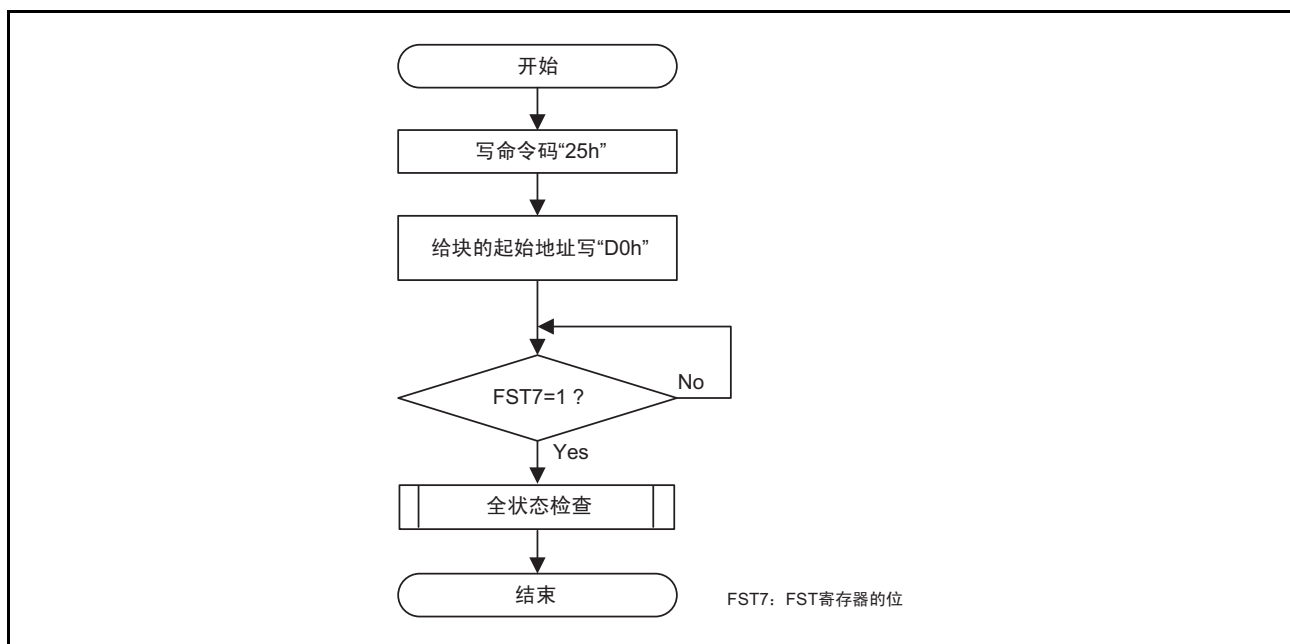 开始
写命令码“25h”
给块的起始地址写“D0h”
FST7=1 ?
No
Yes
全状态检查
结束
FST7：FST寄存器的位